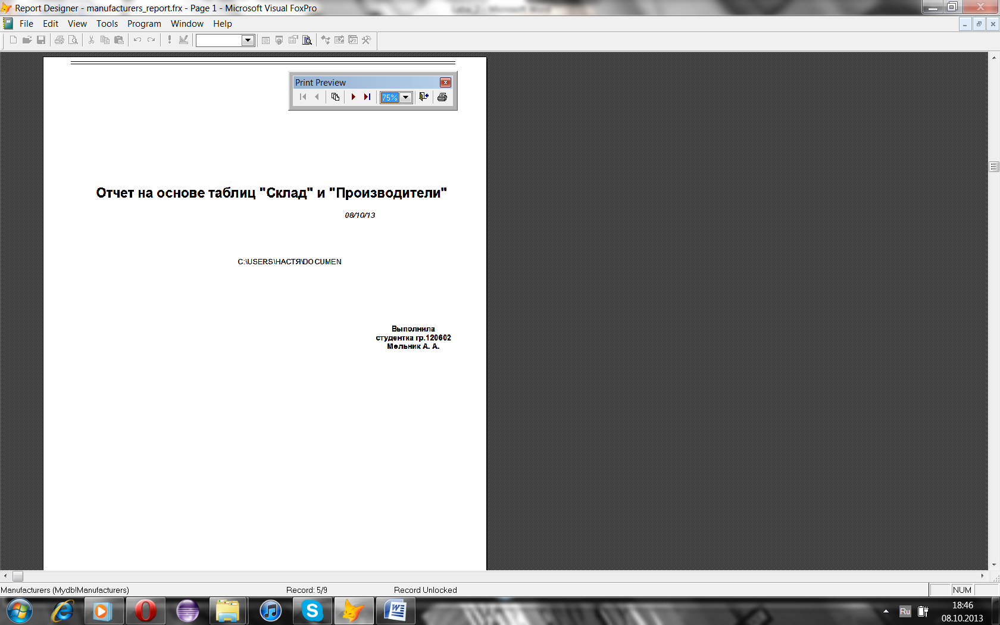 Report Designer - manufacturers_report.frx - Page 1 - Microsoft Visual FoxPro
File Edit View Tools Program Window Help
Print Preview
75%
Отчет на основе таблиц "Склад" и "Производители"
08/10/13
C:\USERS\НАСТЯ\DOCUMEN
Выполнила
студентка гр.120602
Мельник А. А.
Manufacturers (Mydb!Manufacturers) Record: 5/9 Record Unlocked NUM
Ru
18:46
08.10.2013